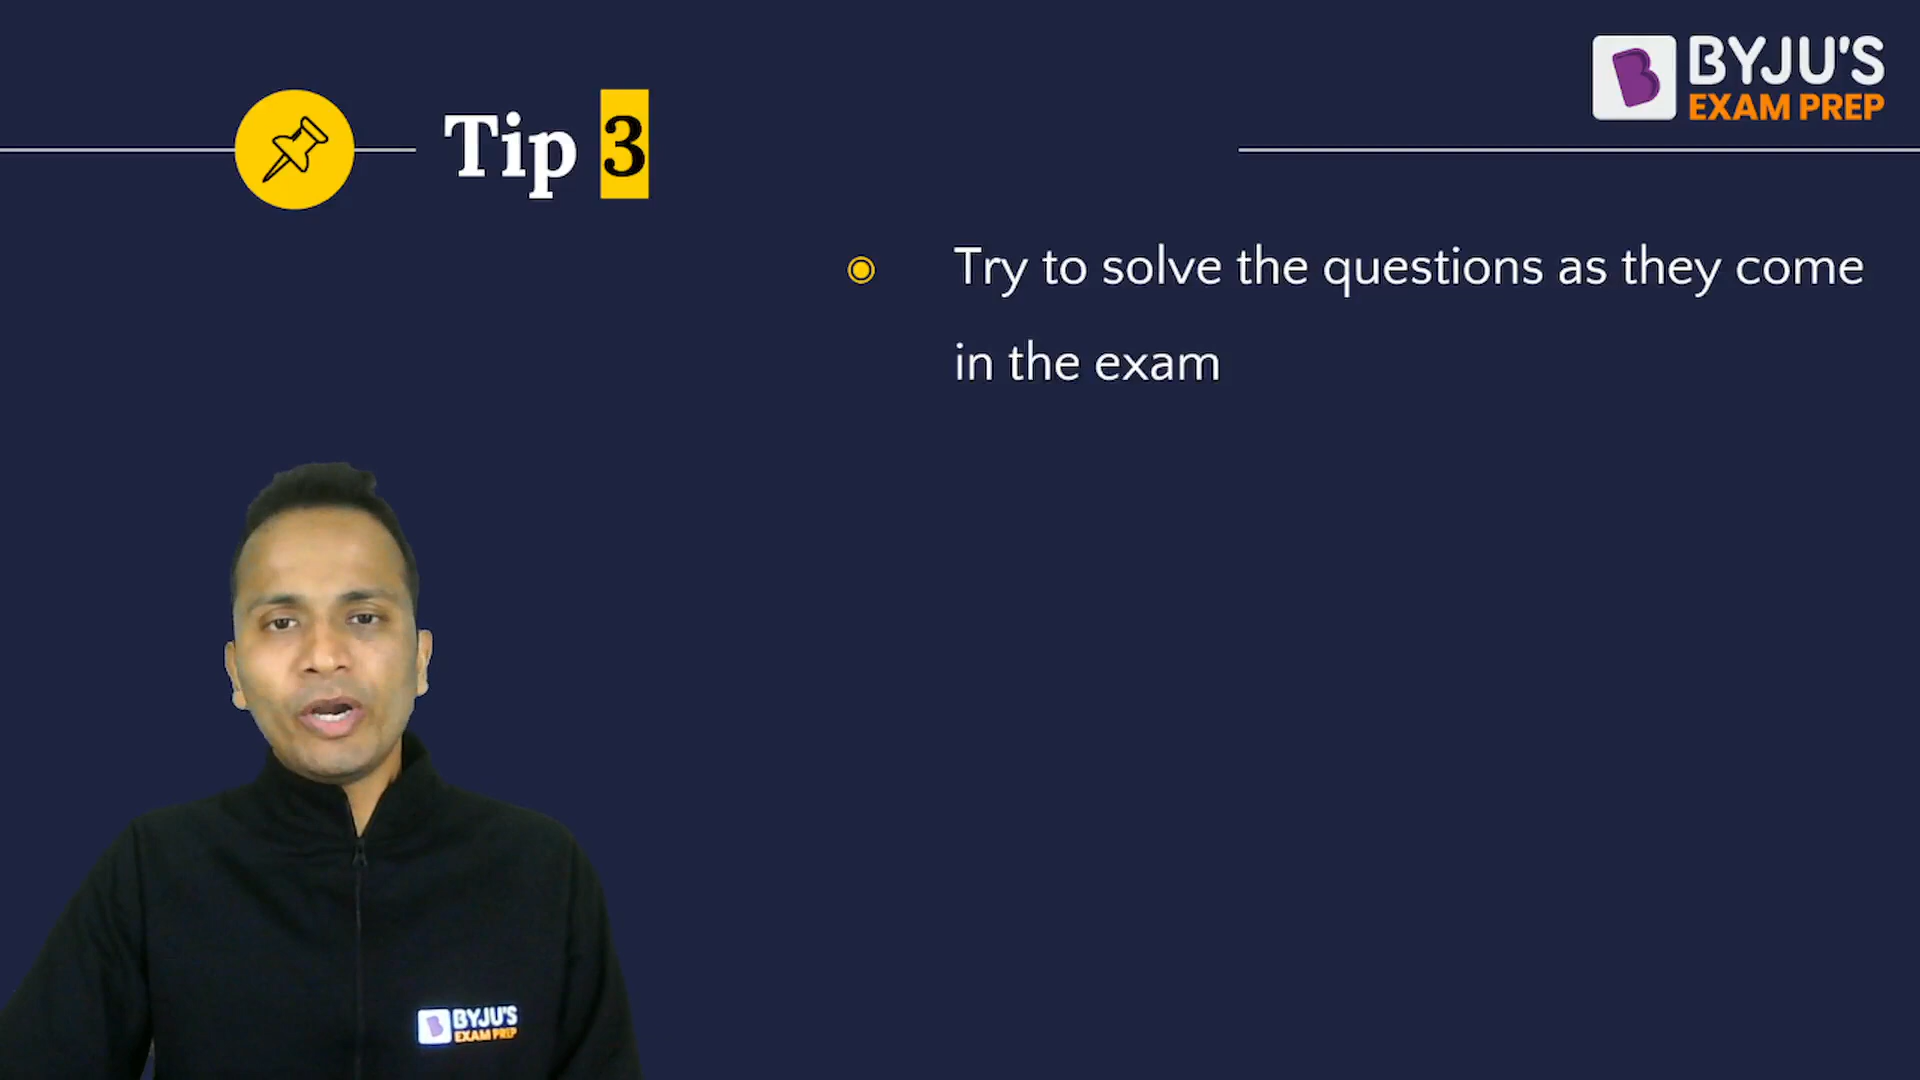 BYJU'S
EXAM PREP
Tip 3
Try to solve the questions as they come
in the exam
BYJU'S
EXAM PREP